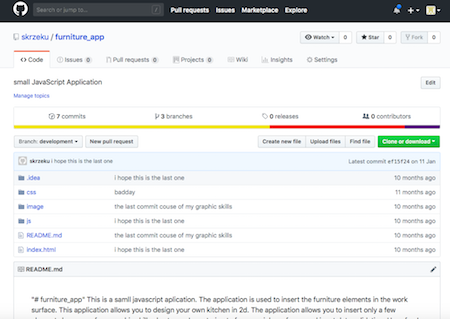 Search or jump to...
Pull requests Issues Marketplace Explore
skrzeku / furniture_app
Watch 0 Star 0 Fork 0
Code Issues 0 Pull requests 0 Projects 0 Wiki Insights Settings
small JavaScript Application
Edit
Manage topics
7 commits 3 branches 0 releases 0 contributors
Branch: development New pull request Create new file Upload files Find file Clone or download
skrzeku i hope this is the last one Latest commit ef15f24 on 11 Jan
.idea i hope this is the last one 10 months ago
css badday 11 months ago
image the last commit couse of my graphic skills 10 months ago
js i hope this is the last one 10 months ago
README.md the last commit couse of my graphic skills 10 months ago
index.html i hope this is the last one 10 months ago
README.md
"# furniture_app" This is a samll javascript aplication. The application is used to insert the furniture elements in the work
surface. This application allows you to design your own kitchen in 2d. The application allows you to insert only a few